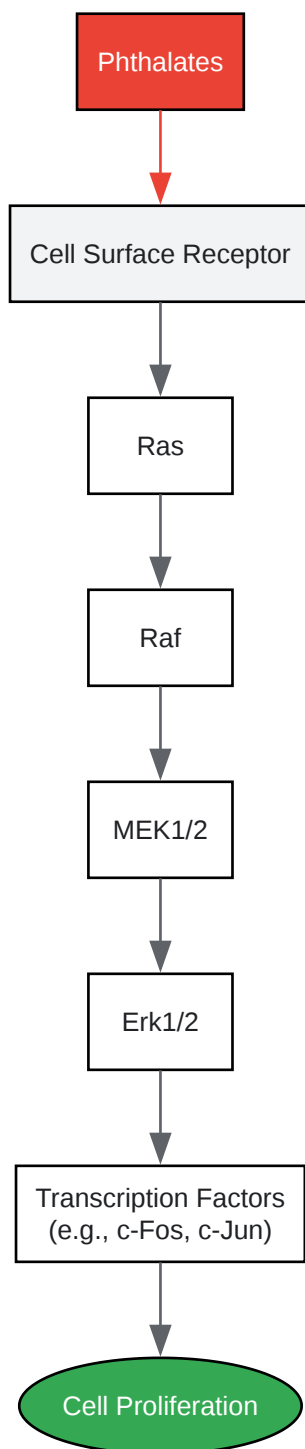 Phthalates
Cell Surface Receptor
Ras
Raf
MEK1/2
Erk1/2
Transcription Factors
(e.g., c-Fos, c-Jun)
Cell Proliferation